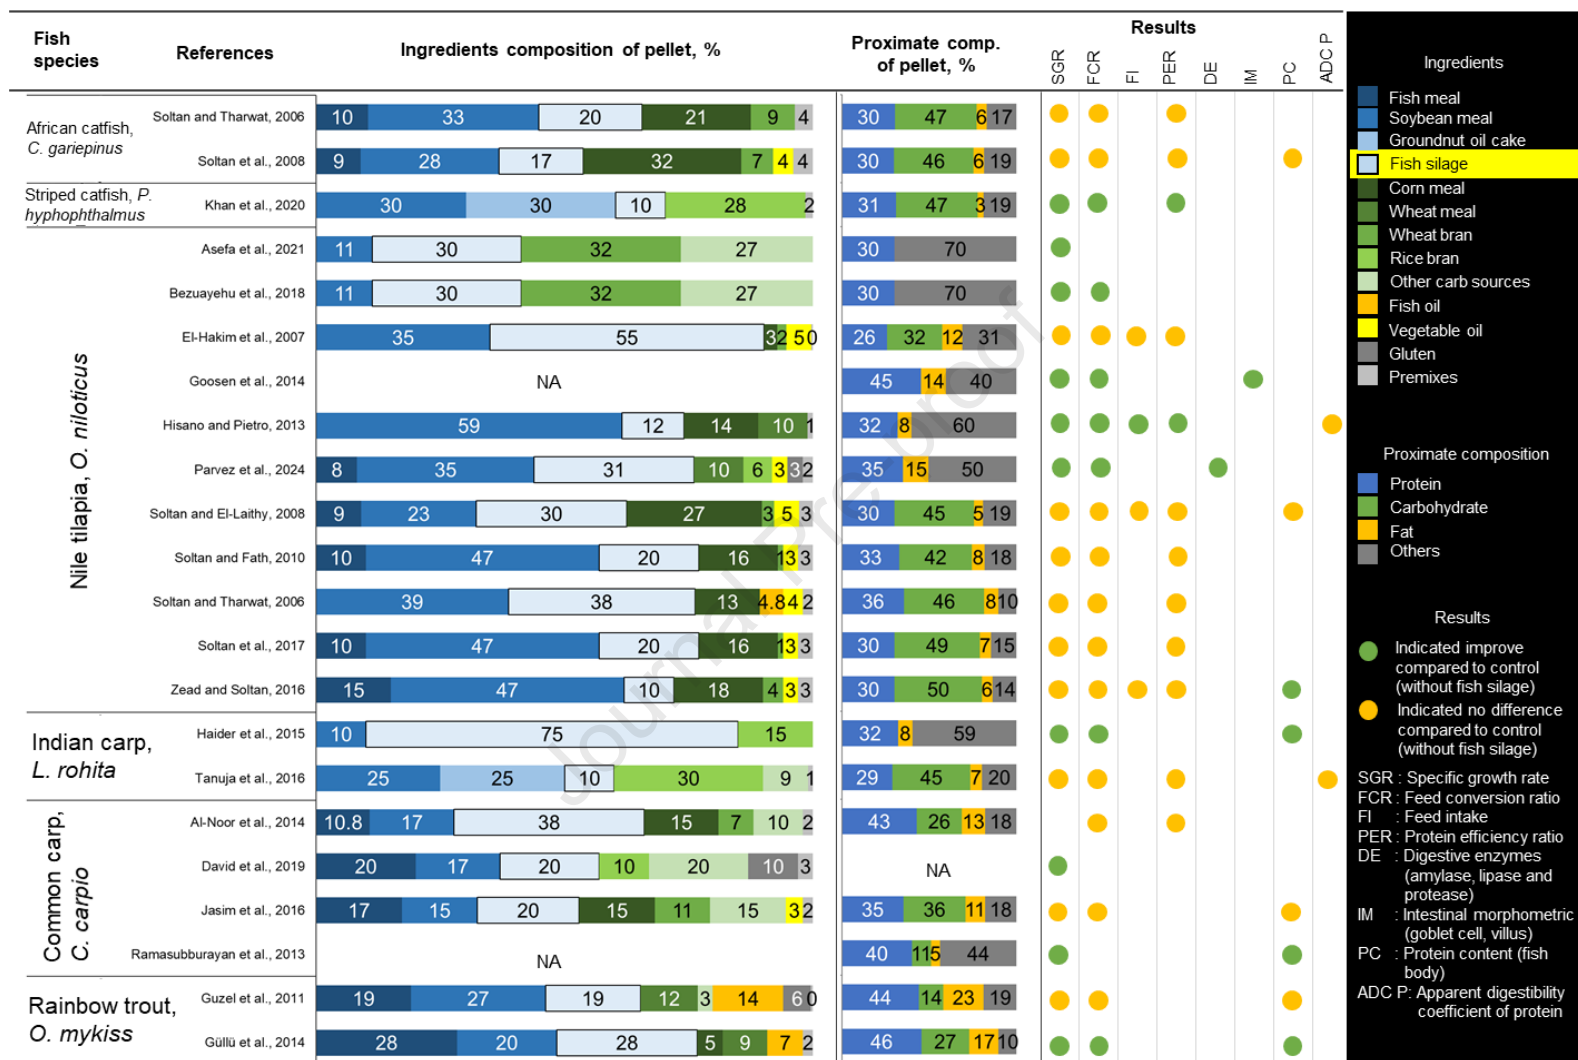 Fish species
References
Ingredients composition of pellet, %
Proximate comp. of pellet, %
Results
SGR
FCR
FI
PER
DE
IM
PC
ADC P
African catfish, C. gariepinus
Soltan and Tharwat, 2006
10 33 20 21 9 4
30 47 6 17
Soltan et al., 2008
9 28 17 32 7 4 4
30 46 6 19
Striped catfish, P. hyphophthalmus
Khan et al., 2020
30 30 10 28 2
31 47 3 19
Nile tilapia, O. niloticus
Asefa et al., 2021
11 30 32 27
30 70
Bezuayehu et al., 2018
11 30 32 27
30 70
El-Hakim et al., 2007
35 55 3 2 5 0
26 32 12 31
Goosen et al., 2014
NA
45 14 40
Hisano and Pietro, 2013
59 12 14 10 1
32 8 60
Parvez et al., 2024
8 35 31 10 6 3 3 2
35 15 50
Soltan and El-Laithy, 2008
9 23 30 27 3 5 3
30 45 5 19
Soltan and Fath, 2010
10 47 20 16 1 3 3
33 42 8 18
Soltan and Tharwat, 2006
39 38 13 4.8 4 2
36 46 8 10
Soltan et al., 2017
10 47 20 16 1 3 3
30 49 7 15
Zead and Soltan, 2016
15 47 10 18 4 3 3
30 50 6 14
Indian carp, L. rohita
Haider et al., 2015
10 75 15
32 8 59
Tanuja et al., 2016
25 25 10 30 9 1
29 45 7 20
Common carp, C. carpio
Al-Noor et al., 2014
10.8 17 38 15 7 10 2
43 26 13 18
David et al., 2019
20 17 20 10 20 10 3
NA
Jasim et al., 2016
17 15 20 15 11 15 3 2
35 36 11 18
Ramasubburayan et al., 2013
NA
40 11 5 44
Rainbow trout, O. mykiss
Guzel et al., 2011
19 27 19 12 3 14 6 0
44 14 23 19
Güllü et al., 2014
28 20 28 5 9 7 2
46 27 17 10
Journal Pre-proof
Ingredients
Fish meal
Soybean meal
Groundnut oil cake
Fish silage
Corn meal
Wheat meal
Wheat bran
Rice bran
Other carb sources
Fish oil
Vegetable oil
Gluten
Premixes
Proximate composition
Protein
Carbohydrate
Fat
Others
Results
Indicated improve
compared to control
(without fish silage)
Indicated no difference
compared to control
(without fish silage)
SGR : Specific growth rate
FCR : Feed conversion ratio
FI : Feed intake
PER : Protein efficiency ratio
DE : Digestive enzymes
(amylase, lipase and
protease)
IM : Intestinal morphometric
(goblet cell, villus)
PC : Protein content (fish
body)
ADC P: Apparent digestibility
coefficient of protein